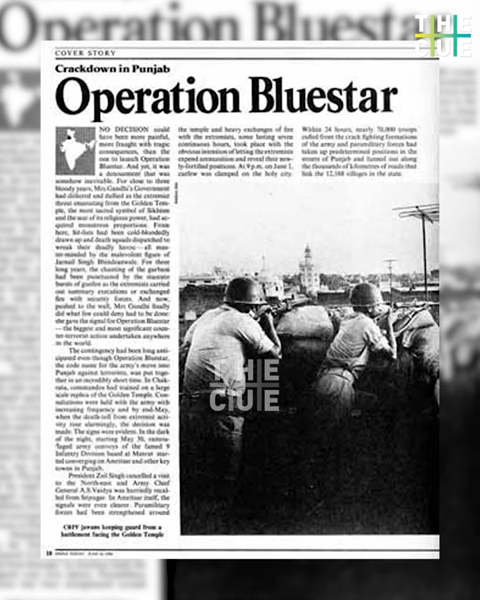 Operation Bluestar
THE
CIUE
COVER STORY
Crackdown in Punjab
Operation Bluestar
NO DECISION could
have been more painful,
more fraught with tragic
consequences, than the
one to launch Operation
Bluestar. And yet, it was
a denouement that was
somehow inevitable. For close to three
bloody years, Mrs Gandhi's Government
had dithered and dallied as the extremist
threat emanating from the Golden Tem-
ple, the most sacred symbol of Sikhism
and the seat of its religious power, had ac-
quired monstrous proportions. From
here, hit-lists had been cold-bloodedly
drawn up and death squads dispatched to
wreak their deadly havoc—all mas-
ter-minded by the malevolent figure of
Jarnail Singh Bhindranwale. For three
long years, the chanting of the gurbani
had been punctuated by the staccato
bursts of gunfire as the extremists carried
out summary executions or exchanged
fire with security forces. And now,
pushed to the wall, Mrs Gandhi finally
did what few could deny had to be done:
she gave the signal for Operation Bluestar
—the biggest and most significant coun-
ter-terrorist action undertaken anywhere
in the world.
The contingency had been long anti-
cipated even though Operation Bluestar,
the code name for the army's move into
Punjab against terrorists, was put toge-
ther in an incredibly short time. In Chak-
rata, commandos had trained on a large
scale replica of the Golden Temple. Con-
sultations were held with the army with
increasing frequency and by end-May,
when the death-toll from extremist acti-
vity rose alarmingly, the decision was
made. The signs were evident. In the dark
of the night, starting May 30, camou-
flaged army convoys of the famed 9
Infantry Division based at Meerut star-
ted converging on Amritsar and other key
towns in Punjab.
President Zail Singh cancelled a visit
to the North-east and Army Chief
General A.S. Vaidya was hurriedly recal-
led from Srinagar. In Amritsar itself, the
signals were even clearer. Paramilitary
forces had been strengthened around
CRPF jawans keeping guard from a
battlement facing the Golden Temple
the temple and heavy exchanges of fire
with the extremists, some lasting seven
continuous hours, took place with the
obvious intention of letting the extremists
expend ammunition and reveal their new-
ly-fortified positions. At 9 p.m. on June 1,
curfew was clamped on the holy city.
Within 24 hours, nearly 70,000 troops
culled from the crack fighting formations
of the army and paramilitary forces had
taken up predetermined positions in the
streets of Punjab and fanned out along
the thousands of kilometres of roads that
link the 12,168 villages in the state.
THE
CIUE
18 INDIA TODAY